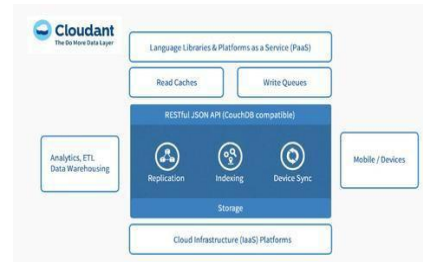 Cloudant
The Do More Data Layer
Language Libraries & Platforms as a Service (PaaS)
Read Caches
Write Queues
RESTful JSON API (CouchDB compatible)
Analytics, ETL
Data Warehousing
Replication
Indexing
Device Sync
Mobile / Devices
Storage
Cloud Infrastructure (IaaS) Platforms